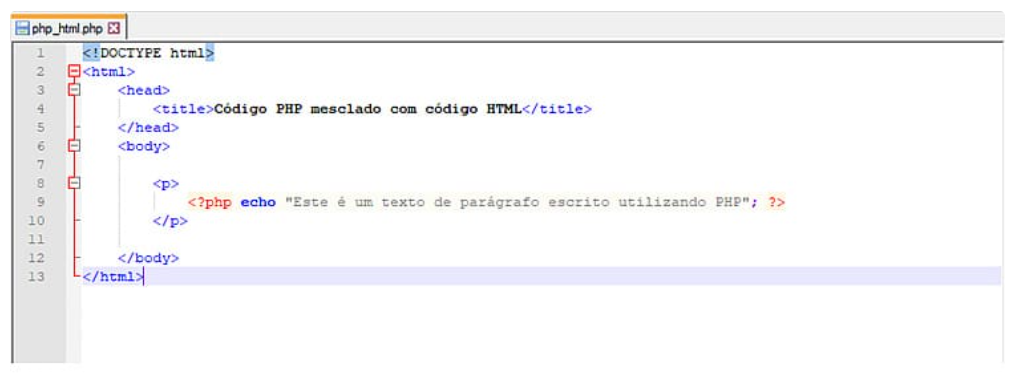 php_html.php
1 <!DOCTYPE html>
2 <html>
3 <head>
4 <title>Código PHP mesclado com código HTML</title>
5 </head>
6 <body>
7
8 <p>
9 <?php echo "Este é um texto de parágrafo escrito utilizando PHP"; ?>
10 </p>
11
12 </body>
13 </html>